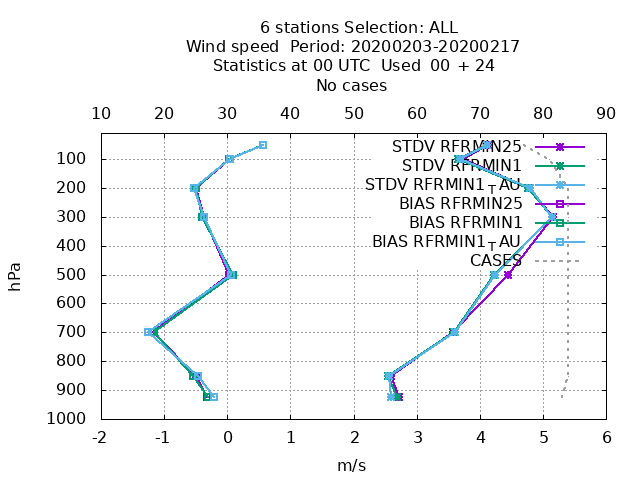 6 stations Selection: ALL
Wind speed  Period: 20200203-20200217
Statistics at 00 UTC  Used  00 + 24
No cases
10 20 30 40 50 60 70 80 90
STDV RFRMIN25
STDV RFRMIN1
STDV RFRMIN1_TAU
BIAS RFRMIN25
BIAS RFRMIN1
BIAS RFRMIN1_TAU
CASES
hPa
100
200
300
400
500
600
700
800
900
1000
-2 -1 0 1 2 3 4 5 6
m/s